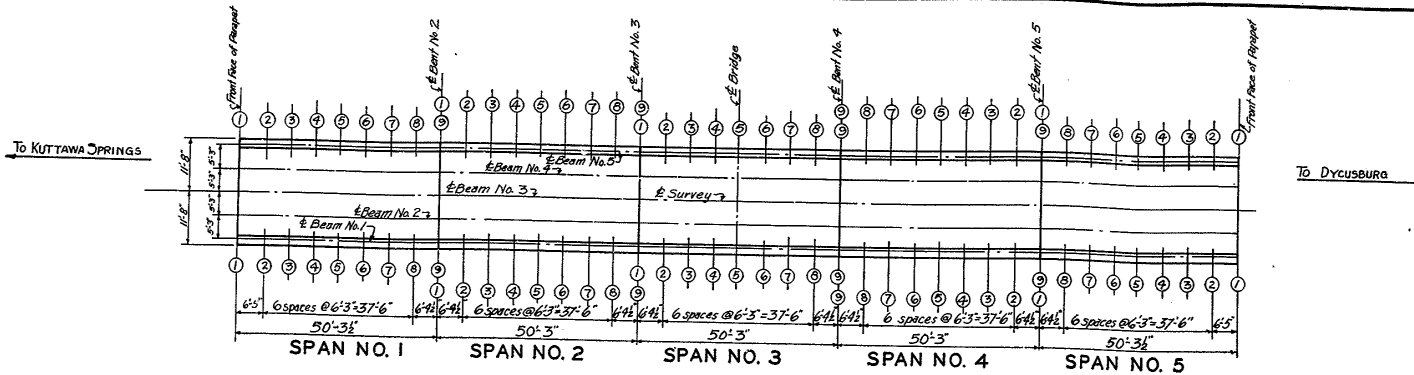 Front Face of Parapet
℄ Bent No. 2
℄ Bent No. 3
℄ Bridge
℄ Bent No. 4
℄ Bent No. 5
Front Face of Parapet
1 2 3 4 5 6 7 8 9
1 2 3 4 5 6 7 8 9
1 2 3 4 5 6 7 8 9
9 8 7 6 5 4 3 2 1
9 8 7 6 5 4 3 2 1
TO KUTTAWA SPRINGS
TO DYCUSBURG
11'-8"
11'-8"
5'-3"
5'-3"
5'-3"
5'-3"
℄ Beam No. 5
℄ Beam No. 4
℄ Beam No. 3
℄ Survey
℄ Beam No. 2
℄ Beam No. 1
1 2 3 4 5 6 7 8 9
1 2 3 4 5 6 7 8 9
1 2 3 4 5 6 7 8 9
9 8 7 6 5 4 3 2 1
9 8 7 6 5 4 3 2 1
6'-5" 6 spaces @ 6'-3"=37'-6" 6'-4½" 6'-4½" 6 spaces @ 6'-3"=37'-6" 6'-4½" 6'-4½" 6 spaces @ 6'-3"=37'-6" 6'-4½" 6'-4½" 6 spaces @ 6'-3"=37'-6" 6'-4½" 6'-4½" 6 spaces @ 6'-3"=37'-6" 6'-5"
50'-3½" 50'-3" 50'-3" 50'-3" 50'-3½"
SPAN NO. 1 SPAN NO. 2 SPAN NO. 3 SPAN NO. 4 SPAN NO. 5